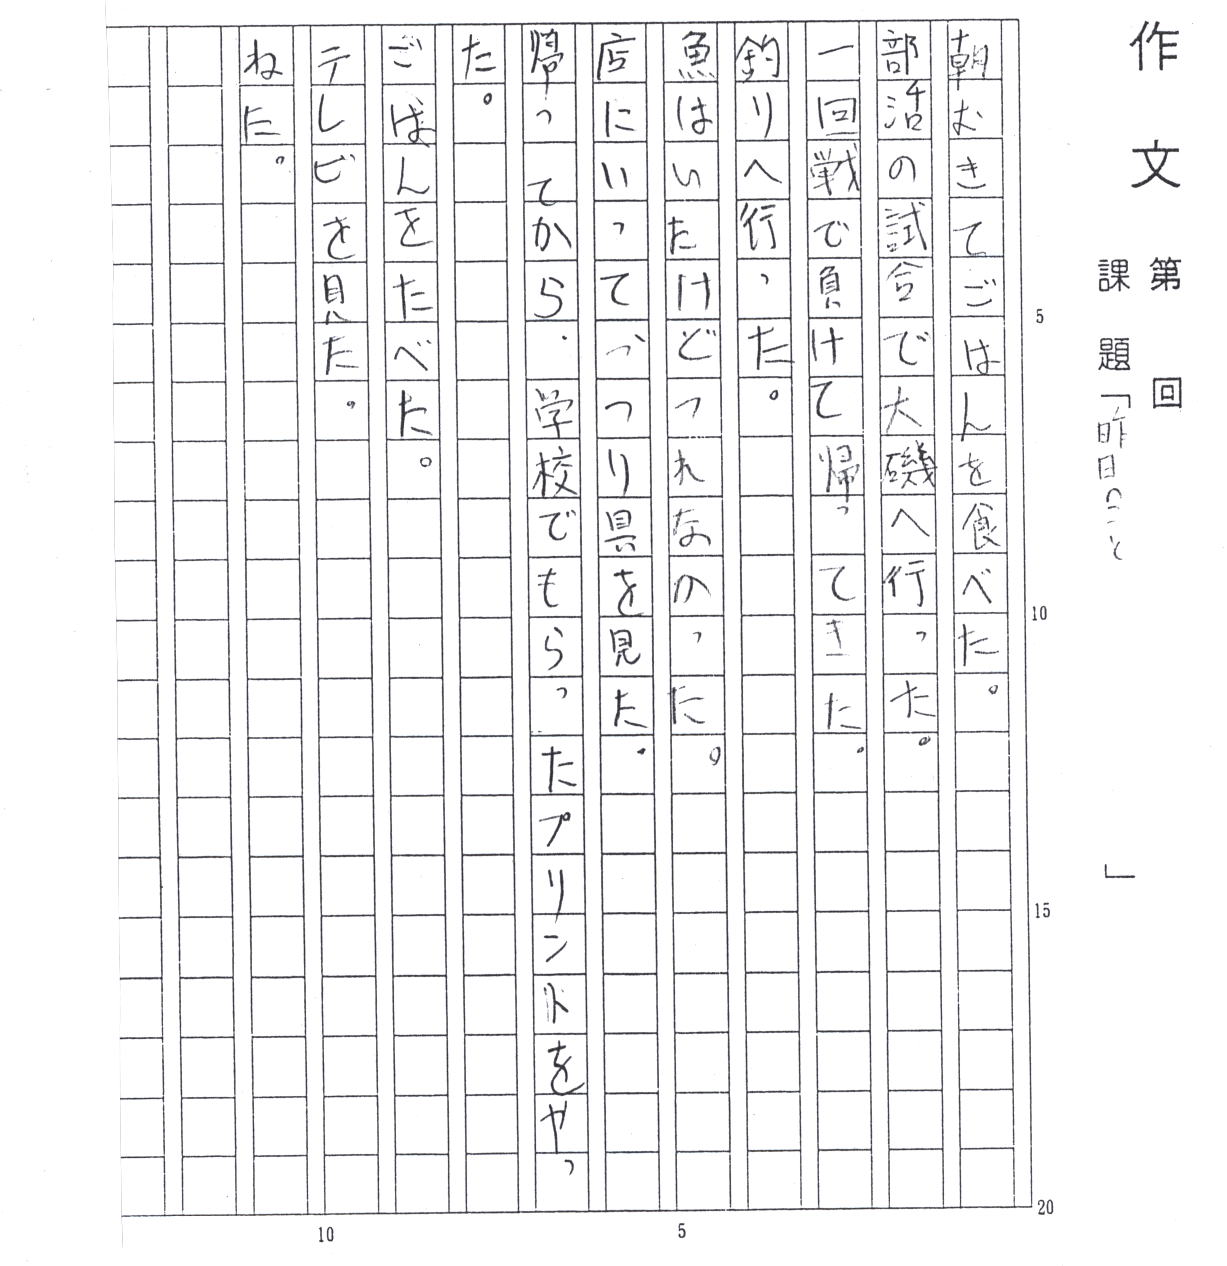 作文 第 回
課題「昨日のこと 」
朝おきてごはんを食べた。
部活の試合で大磯へ行った。
一回戦で負けて帰ってきた。
釣りへ行った。
魚はいたけどつれなかった。
店にいってつり具を見た。
帰ってから、学校でもらったプリントをやっ
た。
ごはんをたべた。
テレビを見た。
ねた。
5
10
15
20
5
10